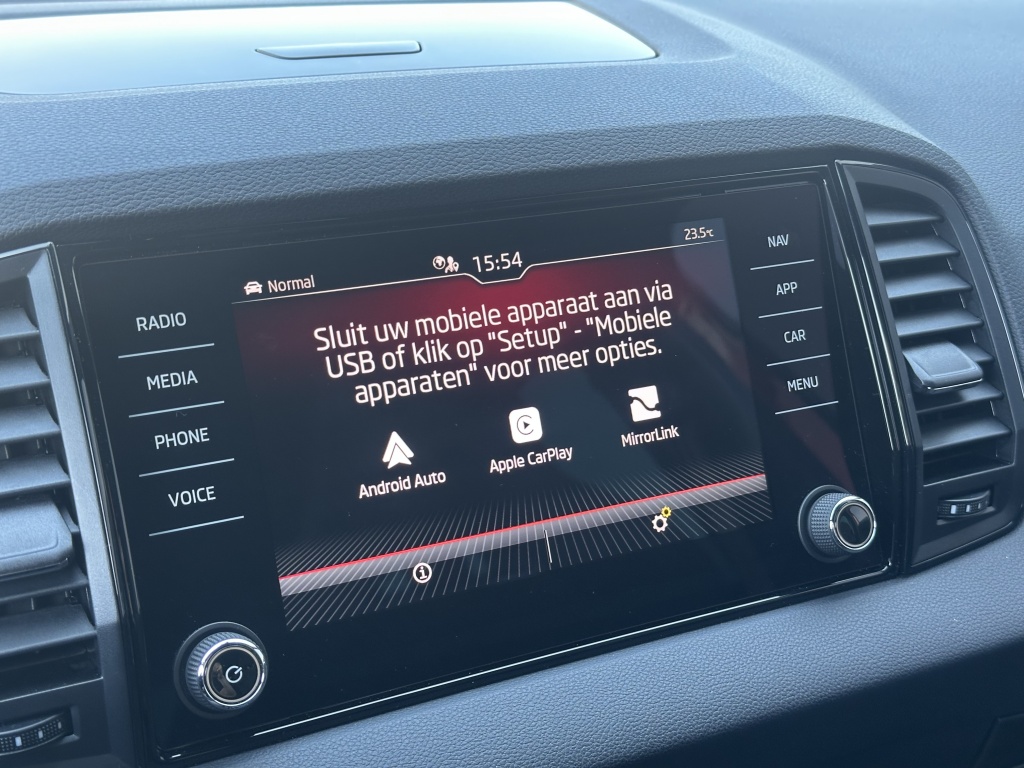 Normal
15:54
23.5°C
RADIO
MEDIA
PHONE
VOICE
Sluit uw mobiele apparaat aan via
USB of klik op "Setup" - "Mobiele
apparaten" voor meer opties.
Android Auto
Apple CarPlay
MirrorLink
NAV
APP
CAR
MENU